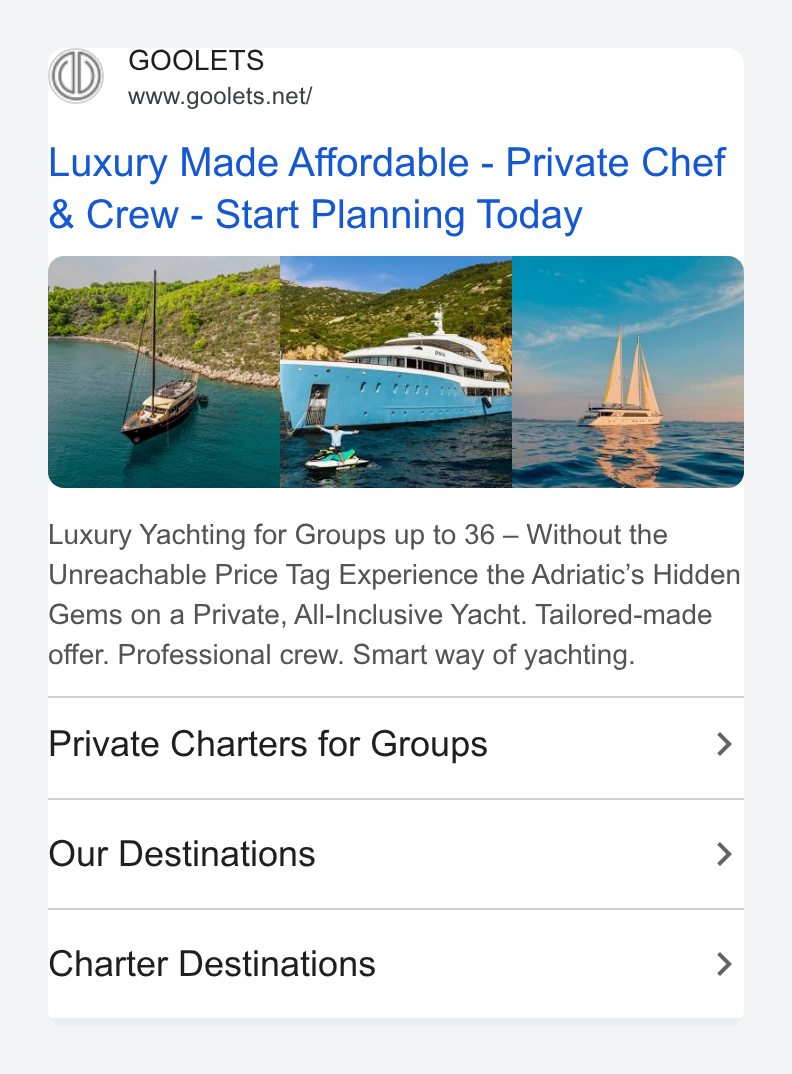 GOOLETS
www.goolets.net/
Luxury Made Affordable - Private Chef
& Crew - Start Planning Today
Luxury Yachting for Groups up to 36 – Without the
Unreachable Price Tag Experience the Adriatic’s Hidden
Gems on a Private, All-Inclusive Yacht. Tailored-made
offer. Professional crew. Smart way of yachting.
Private Charters for Groups
Our Destinations
Charter Destinations